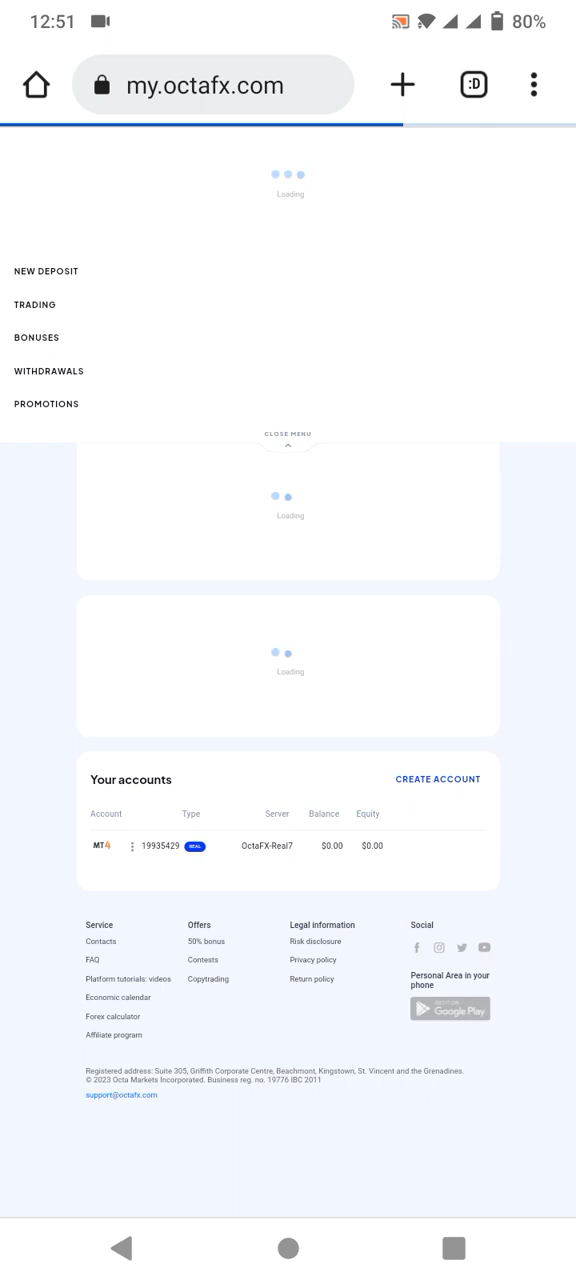 12:51
80%
my.octafx.com
:D
Loading
NEW DEPOSIT
TRADING
BONUSES
WITHDRAWALS
PROMOTIONS
CLOSE MENU
Loading
Loading
Your accounts
CREATE ACCOUNT
Account Type Server Balance Equity
MT4 19935429 REAL OctaFX-Real7 $0.00 $0.00
Service
Contacts
FAQ
Platform tutorials: videos
Economic calendar
Forex calculator
Affiliate program
Offers
50% bonus
Contests
Copytrading
Legal information
Risk disclosure
Privacy policy
Return policy
Social
Personal Area in your
phone
GET IT ON
Google Play
Registered address: Suite 305, Griffith Corporate Centre, Beachmont, Kingstown, St. Vincent and the Grenadines.
© 2023 Octa Markets Incorporated. Business reg. no. 19776 IBC 2011
support@octafx.com